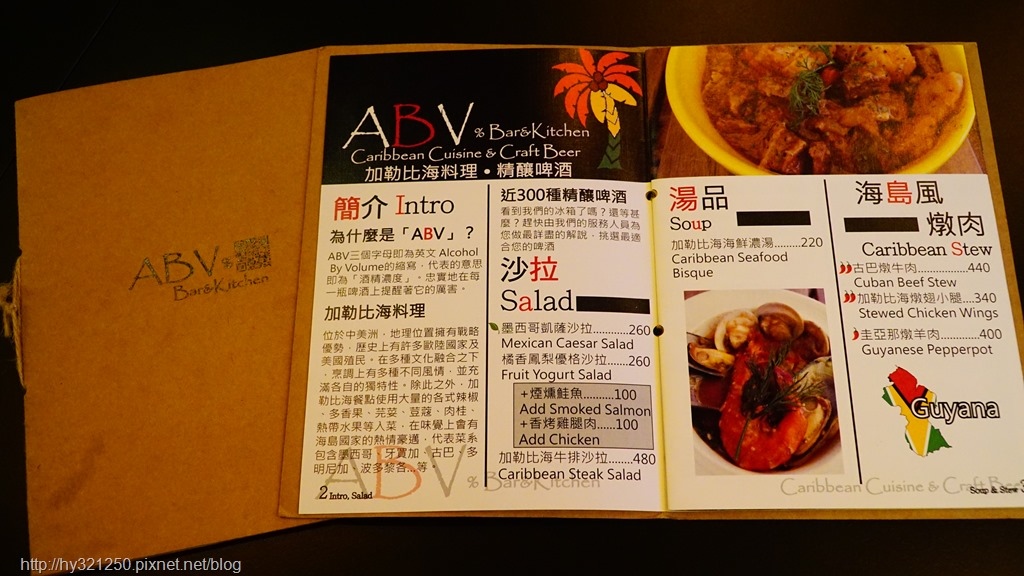 ABV % Bar&Kitchen
ABV % Bar&Kitchen
Caribbean Cuisine & Craft Beer
加勒比海料理・精釀啤酒
簡介 Intro
為什麼是「ABV」?
ABV三個字母即為英文 Alcohol
By Volume的縮寫,代表的意思
即為「酒精濃度」。忠實地在每
一瓶啤酒上提醒著它的厲害。
加勒比海料理
位於中美洲,地理位置擁有戰略
優勢,歷史上有許多歐陸國家及
美國殖民。在多種文化融合之下
,烹調上有多種不同風情,並充
滿各自的獨特性。除此之外,加
勒比海餐點使用大量的各式辣椒
、多香果、芫荽、荳蔻、肉桂、
熱帶水果等入菜,在味覺上會有
海島國家的熱情豪邁,代表菜系
包含墨西哥、牙買加、古巴、多
明尼加、波多黎各...等。
ABV % Bar&Kitchen
2 Intro, Salad
近300種精釀啤酒
看到我們的冰箱了嗎?還等甚
麼?趕快由我們的服務人員為
您做最詳盡的解說,挑選最適
合您的啤酒
沙拉
Salad
墨西哥凱薩沙拉............260
Mexican Caesar Salad
橘香鳳梨優格沙拉........260
Fruit Yogurt Salad
+煙燻鮭魚..........100
Add Smoked Salmon
+香烤雞腿肉......100
Add Chicken
加勒比海牛排沙拉........480
Caribbean Steak Salad
湯品
Soup
加勒比海海鮮濃湯.........220
Caribbean Seafood
Bisque
海島風
燉肉
Caribbean Stew
古巴燉牛肉.................440
Cuban Beef Stew
加勒比海燉翅小腿....340
Stewed Chicken Wings
圭亞那燉羊肉............400
Guyanese Pepperpot
Guyana
Caribbean Cuisine & Craft Beer
Soup & Stew 3
http://hy321250.pixnet.net/blog